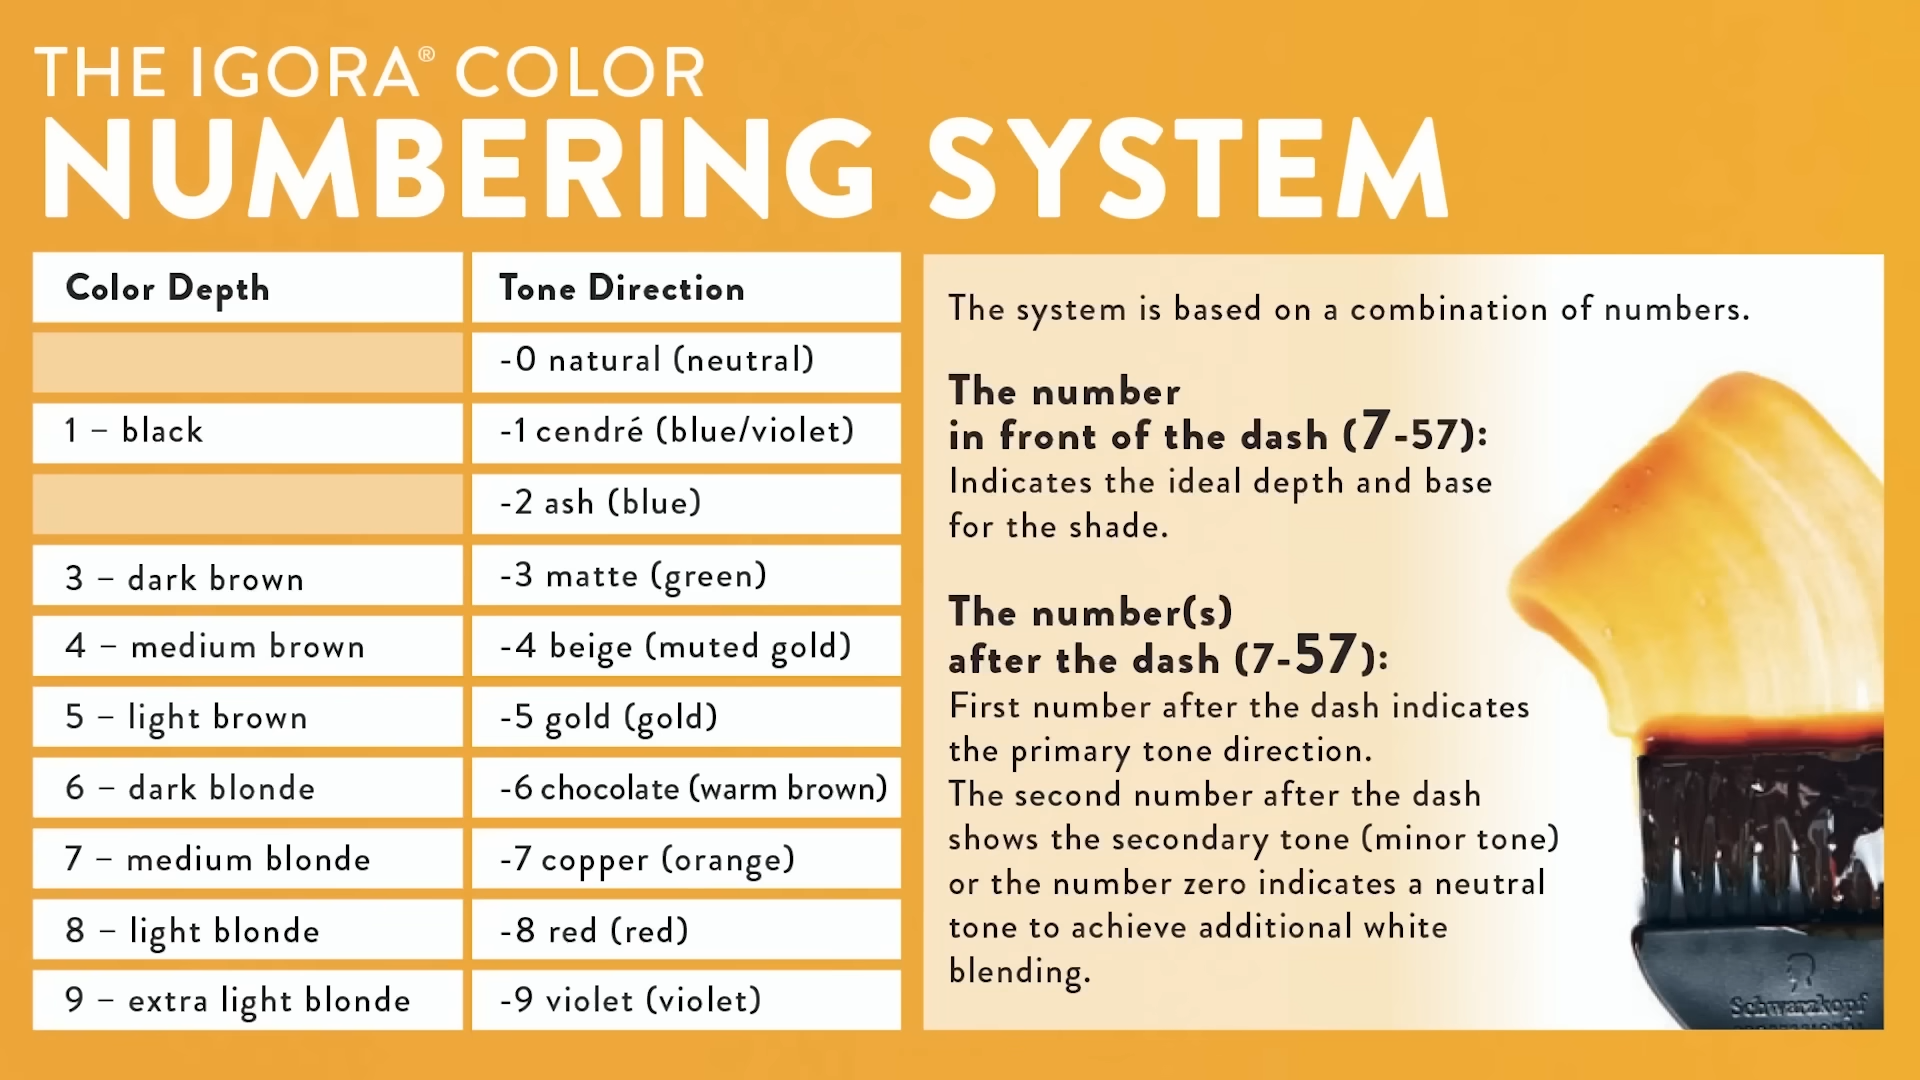 THE IGORA® COLOR
NUMBERING SYSTEM
Color Depth
Tone Direction
-0 natural (neutral)
1 – black
-1 cendré (blue/violet)
-2 ash (blue)
3 – dark brown
-3 matte (green)
4 – medium brown
-4 beige (muted gold)
5 – light brown
-5 gold (gold)
6 – dark blonde
-6 chocolate (warm brown)
7 – medium blonde
-7 copper (orange)
8 – light blonde
-8 red (red)
9 – extra light blonde
-9 violet (violet)
The system is based on a combination of numbers.
The number
in front of the dash (7-57):
Indicates the ideal depth and base
for the shade.
The number(s)
after the dash (7-57):
First number after the dash indicates
the primary tone direction.
The second number after the dash
shows the secondary tone (minor tone)
or the number zero indicates a neutral
tone to achieve additional white
blending.
Schwarzkopf